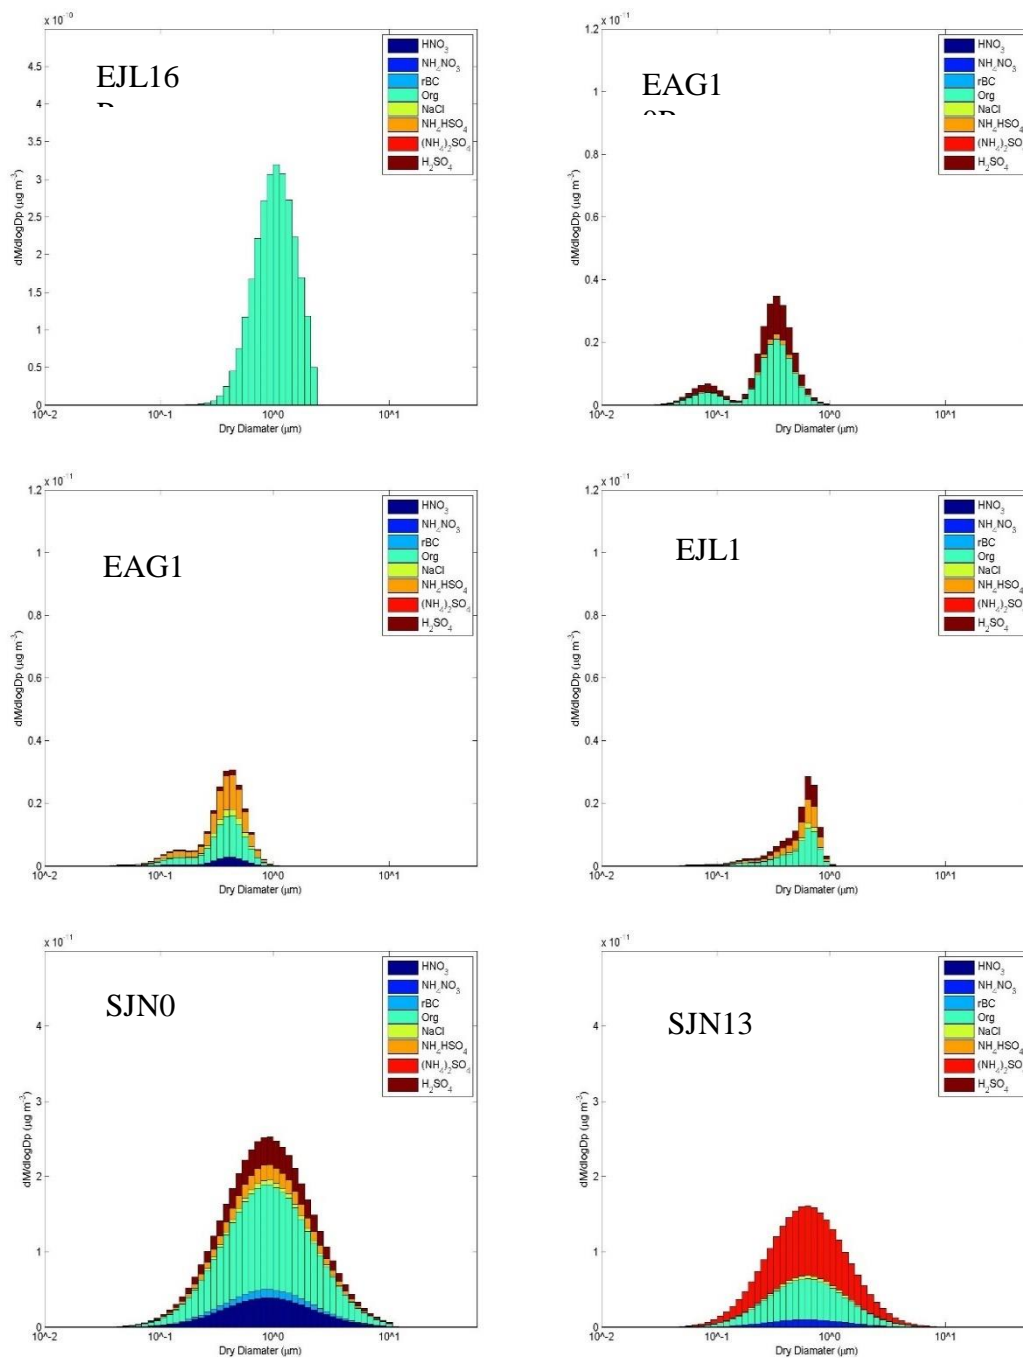 x 10⁻¹⁰
EJL16
HNO₃
NH₄NO₃
rBC
Org
NaCl
NH₄HSO₄
(NH₄)₂SO₄
H₂SO₄
4.5
4
3.5
3
2.5
2
1.5
1
0.5
0
dM/dlogDp (μg m⁻³)
10^-2 10^-1 10^0 10^1
Dry Diamater (μm)
x 10⁻¹¹
EAG1
HNO₃
NH₄NO₃
rBC
Org
NaCl
NH₄HSO₄
(NH₄)₂SO₄
H₂SO₄
1.2
1
0.8
0.6
0.4
0.2
0
dM/dlogDp (μg m⁻³)
10^-2 10^-1 10^0 10^1
Dry Diamater (μm)
x 10⁻¹¹
EAG1
HNO₃
NH₄NO₃
rBC
Org
NaCl
NH₄HSO₄
(NH₄)₂SO₄
H₂SO₄
1.2
1
0.8
0.6
0.4
0.2
0
dM/dlogDp (μg m⁻³)
10^-2 10^-1 10^0 10^1
Dry Diamater (μm)
x 10⁻¹¹
EJL1
HNO₃
NH₄NO₃
rBC
Org
NaCl
NH₄HSO₄
(NH₄)₂SO₄
H₂SO₄
1.2
1
0.8
0.6
0.4
0.2
0
dM/dlogDp (μg m⁻³)
10^-2 10^-1 10^0 10^1
Dry Diamater (μm)
x 10⁻¹¹
SJN0
HNO₃
NH₄NO₃
rBC
Org
NaCl
NH₄HSO₄
(NH₄)₂SO₄
H₂SO₄
4
3
2
1
0
dM/dlogDp (μg m⁻³)
10^-2 10^-1 10^0 10^1
Dry Diamater (μm)
x 10⁻¹¹
SJN13
HNO₃
NH₄NO₃
rBC
Org
NaCl
NH₄HSO₄
(NH₄)₂SO₄
H₂SO₄
4
3
2
1
0
dM/dlogDp (μg m⁻³)
10^-2 10^-1 10^0 10^1
Dry Diamater (μm)